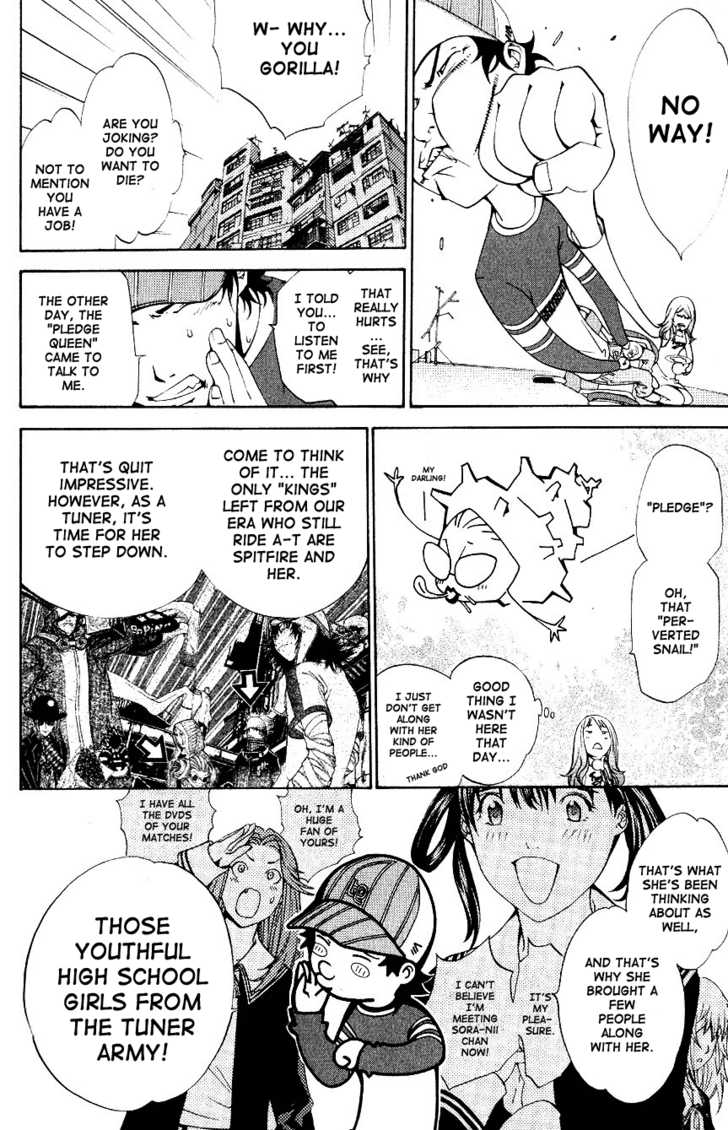 NO
WAY!
W- WHY...
YOU
GORILLA!
ARE YOU
JOKING?
DO YOU
WANT TO
DIE?
NOT TO
MENTION
YOU
HAVE A
JOB!
THAT
REALLY
HURTS
...
SEE,
THAT'S
WHY
I TOLD
YOU...
TO
LISTEN
TO ME
FIRST!
THE OTHER
DAY, THE
"PLEDGE
QUEEN"
CAME TO
TALK TO
ME.
"PLEDGE"?
OH,
THAT
"PER-
VERTED
SNAIL!"
MY
DARLING!
GOOD
THING I
WASN'T
HERE
THAT
DAY...
I JUST
DON'T GET
ALONG
WITH HER
KIND OF
PEOPLE...
THANK GOD
COME TO THINK
OF IT... THE
ONLY "KINGS"
LEFT FROM OUR
ERA WHO STILL
RIDE A-T ARE
SPITFIRE AND
HER.
THAT'S QUIT
IMPRESSIVE.
HOWEVER, AS A
TUNER, IT'S
TIME FOR HER
TO STEP DOWN.
THAT'S WHAT
SHE'S BEEN
THINKING
ABOUT AS
WELL,
AND THAT'S
WHY SHE
BROUGHT A
FEW
PEOPLE
ALONG
WITH HER.
IT'S
MY
PLEA-
SURE.
I CAN'T
BELIEVE
I'M
MEETING
SORA-NII
CHAN
NOW!
OH, I'M A
HUGE
FAN OF
YOURS!
I HAVE ALL
THE DVDS
OF YOUR
MATCHES!
THOSE
YOUTHFUL
HIGH SCHOOL
GIRLS FROM
THE TUNER
ARMY!